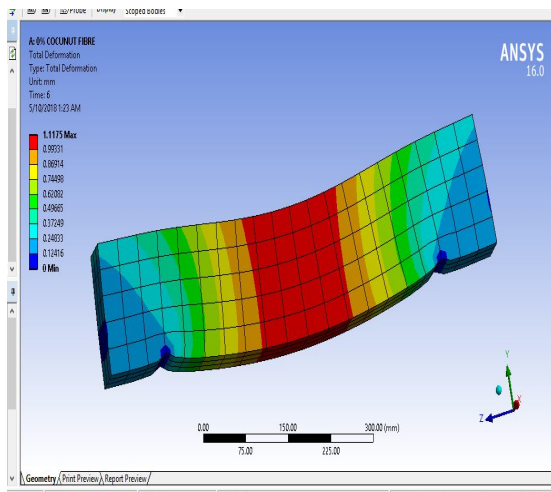 Scoped Bodies
A: 0% COCUNUT FIBRE
Total Deformation
Type: Total Deformation
Unit: mm
Time: 6
5/10/2018 1:23 AM
ANSYS
16.0
1.1175 Max
0.99331
0.86914
0.74498
0.62082
0.49665
0.37249
0.24833
0.12416
0 Min
Y
X
Z
0.00 150.00 300.00 (mm)
75.00 225.00
Geometry Print Preview Report Preview